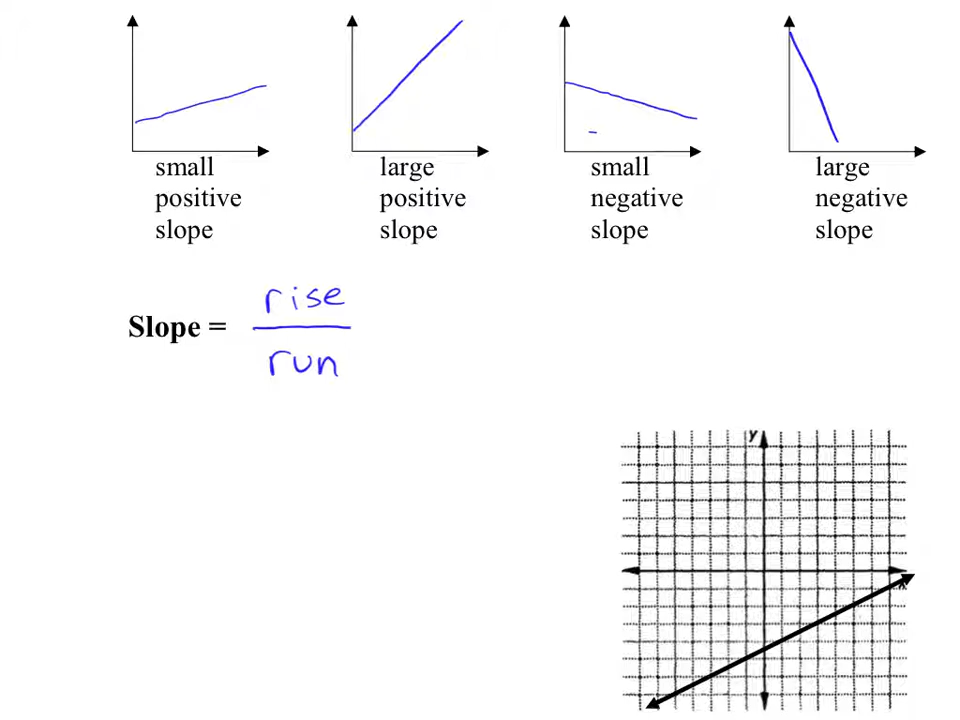 small positive slope
large positive slope
small negative slope
large negative slope
rise
Slope =
run
y
x